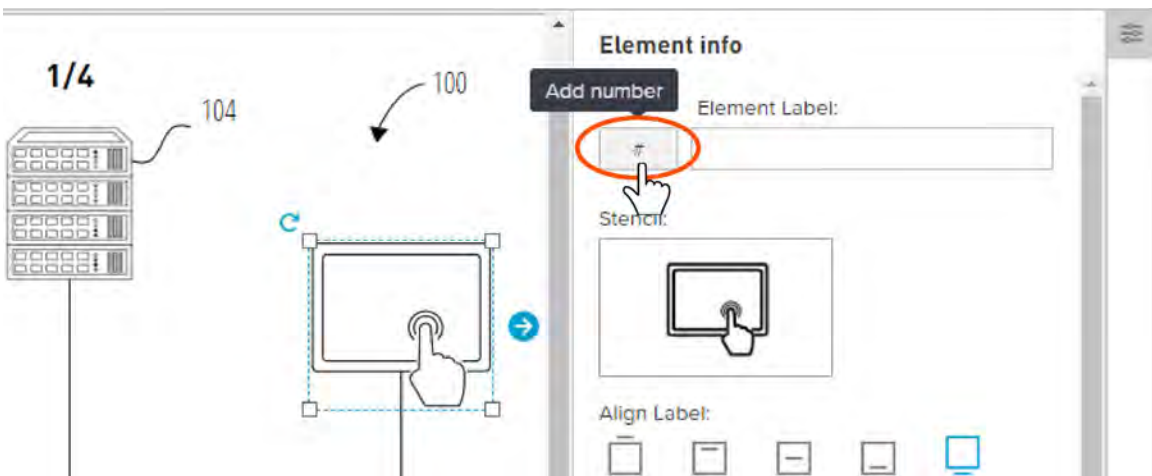 1/4
104
100
Element info
Add number
Element Label:
#
Stencil:
Align Label: